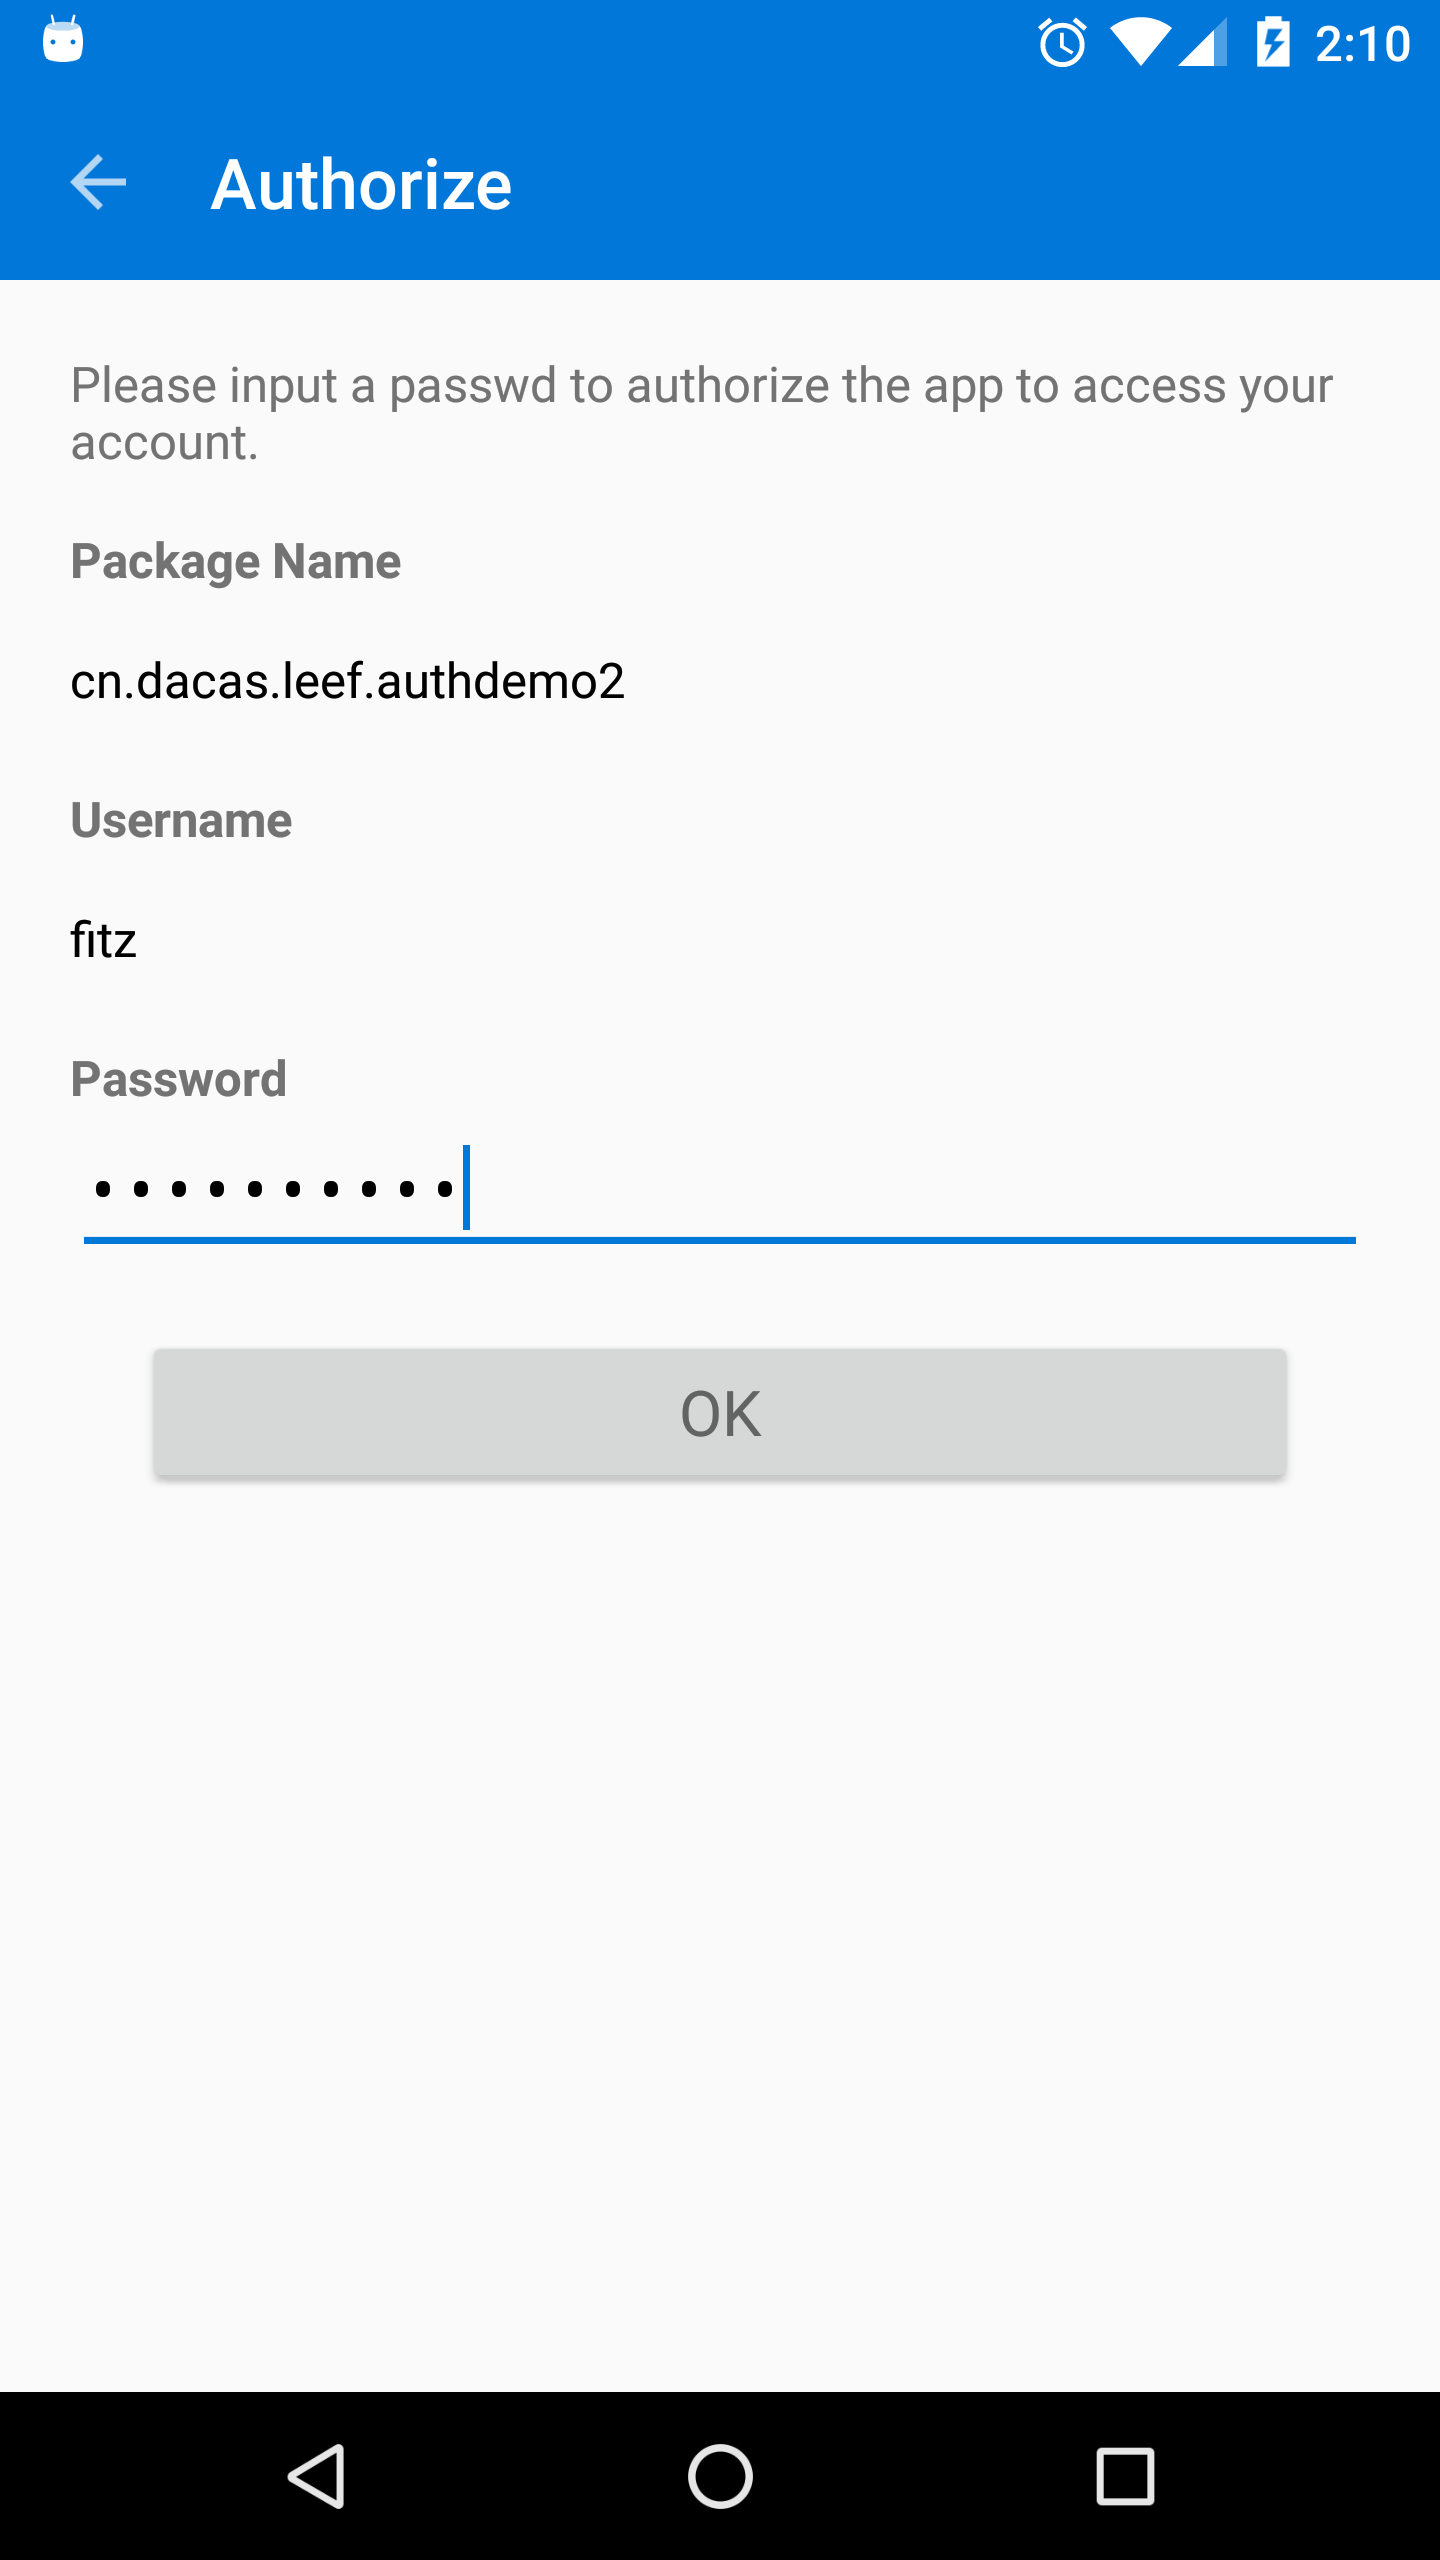 2:10
Authorize
Please input a passwd to authorize the app to access your
account.
Package Name
cn.dacas.leef.authdemo2
Username
fitz
Password
••••••••••
OK